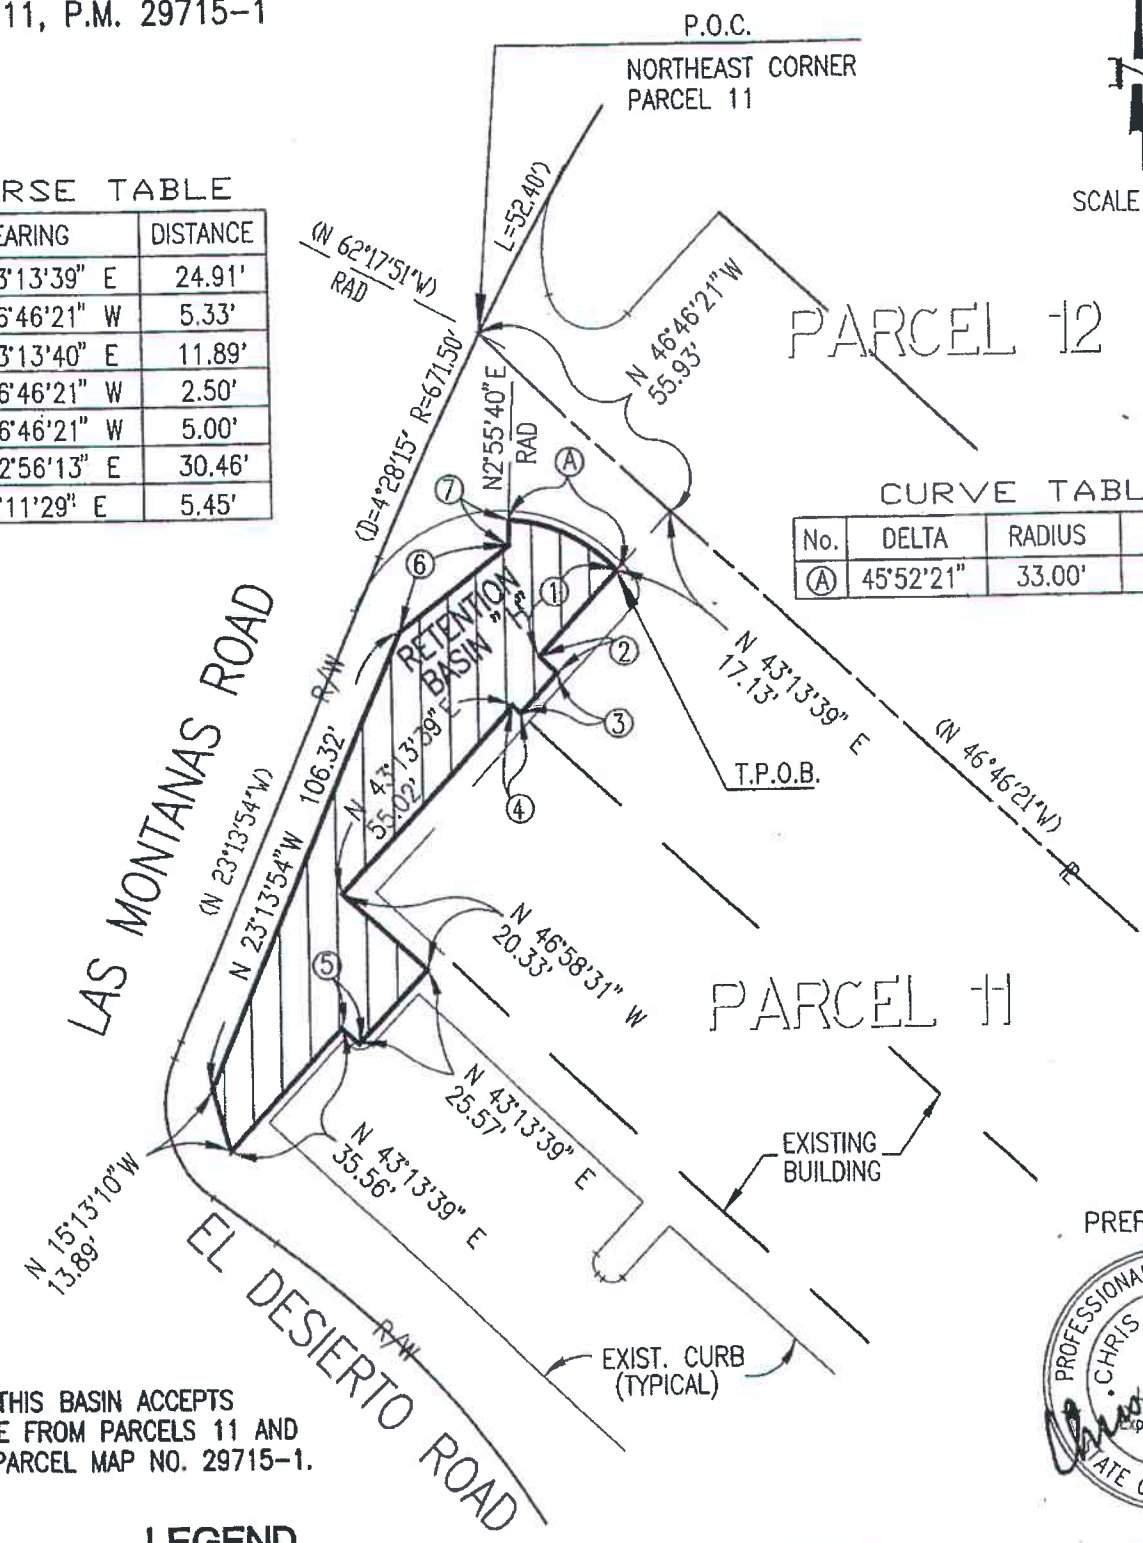 11, P.M. 29715-1
P.O.C.
NORTHEAST CORNER
PARCEL 11
RSE TABLE
EARING DISTANCE
3°13'39" E 24.91'
6°46'21" W 5.33'
3°13'40" E 11.89'
6°46'21" W 2.50'
6°46'21" W 5.00'
2°56'13" E 30.46'
°11'29" E 5.45'
SCALE
(N 62°17'51"W)
RAD
L=52.40')
(D=4°28'15" R=671.50'
N2°55'40"E
RAD
N 46°46'21"W
55.93'
PARCEL 12
CURVE TABL
No. DELTA RADIUS
A 45°52'21" 33.00'
A
7
6
1
2
3
4
5
RETENTION
BASIN "H"
N 43°13'39" E
17.13'
T.P.O.B.
(N 46°46'21"W)
R/W
LAS MONTANAS ROAD
(N 23°13'54"W)
N 23°13'54"W 106.32'
N 43°13'39" E
55.02'
N 46°58'31" W
20.33'
PARCEL 11
N 43°13'39" E
25.57'
N 43°13'39" E
35.56'
N 15°13'10"W
13.89'
EXISTING
BUILDING
EL DESIERTO ROAD
R/W
EXIST. CURB
(TYPICAL)
PREP
PROFESSIONAL
CHRIS
Exp
STATE O
THIS BASIN ACCEPTS
E FROM PARCELS 11 AND
PARCEL MAP NO. 29715-1.
LEGEND